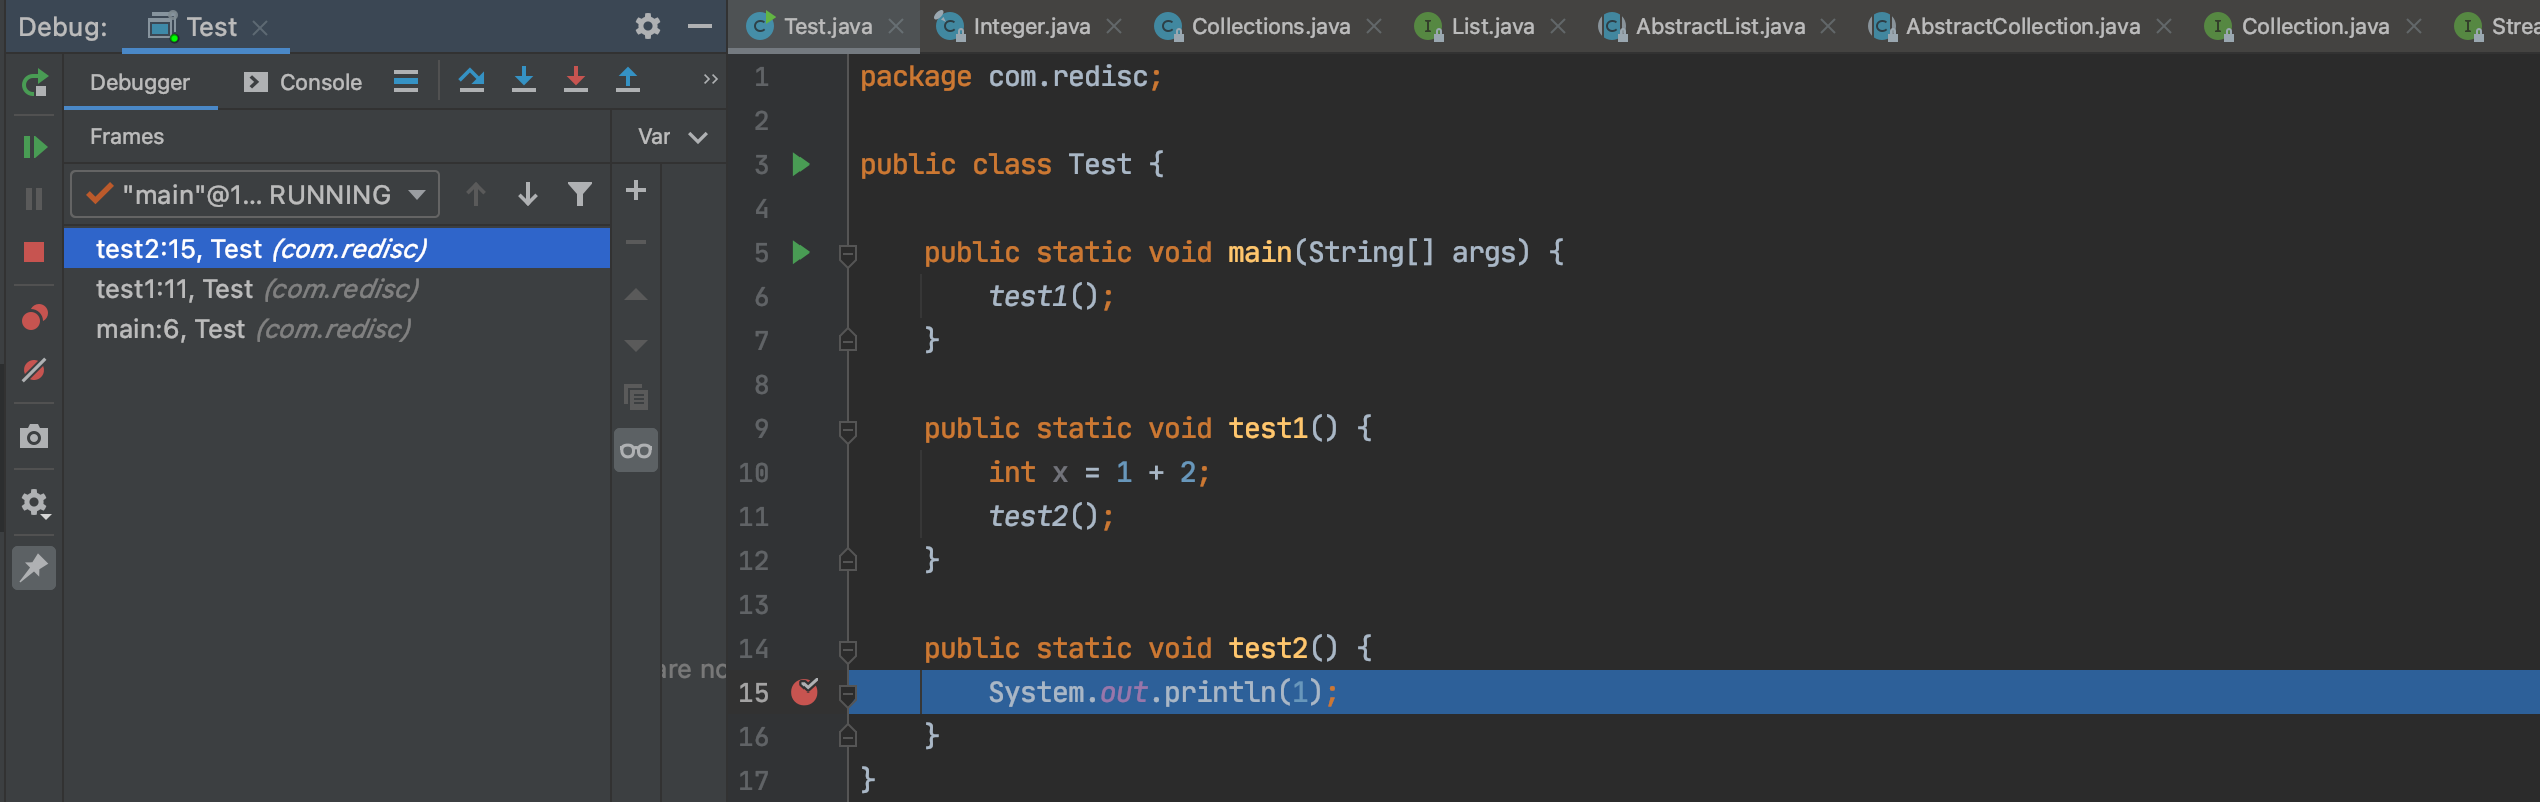 Debug: Test
Test.java Integer.java Collections.java List.java AbstractList.java AbstractCollection.java Collection.java Strea
Debugger Console
Frames Var
"main"@1... RUNNING
test2:15, Test (com.redisc)
test1:11, Test (com.redisc)
main:6, Test (com.redisc)
are no
1 package com.redisc;
2
3 public class Test {
4
5 public static void main(String[] args) {
6 test1();
7 }
8
9 public static void test1() {
10 int x = 1 + 2;
11 test2();
12 }
13
14 public static void test2() {
15 System.out.println(1);
16 }
17 }